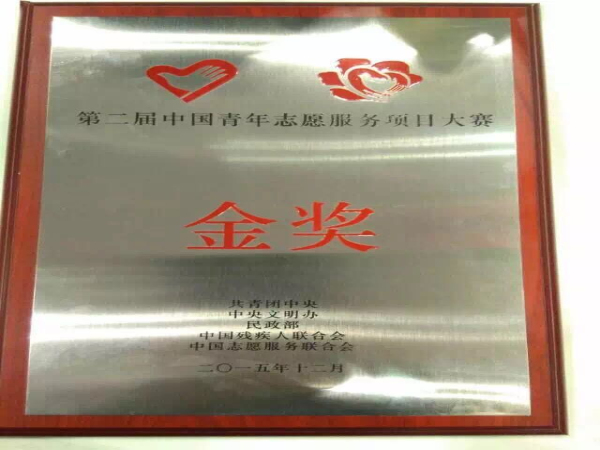 第二届中国青年志愿服务项目大赛
金奖
共青团中央
中央文明办
民政部
中国残疾人联合会
中国志愿服务联合会
二〇一五年十二月